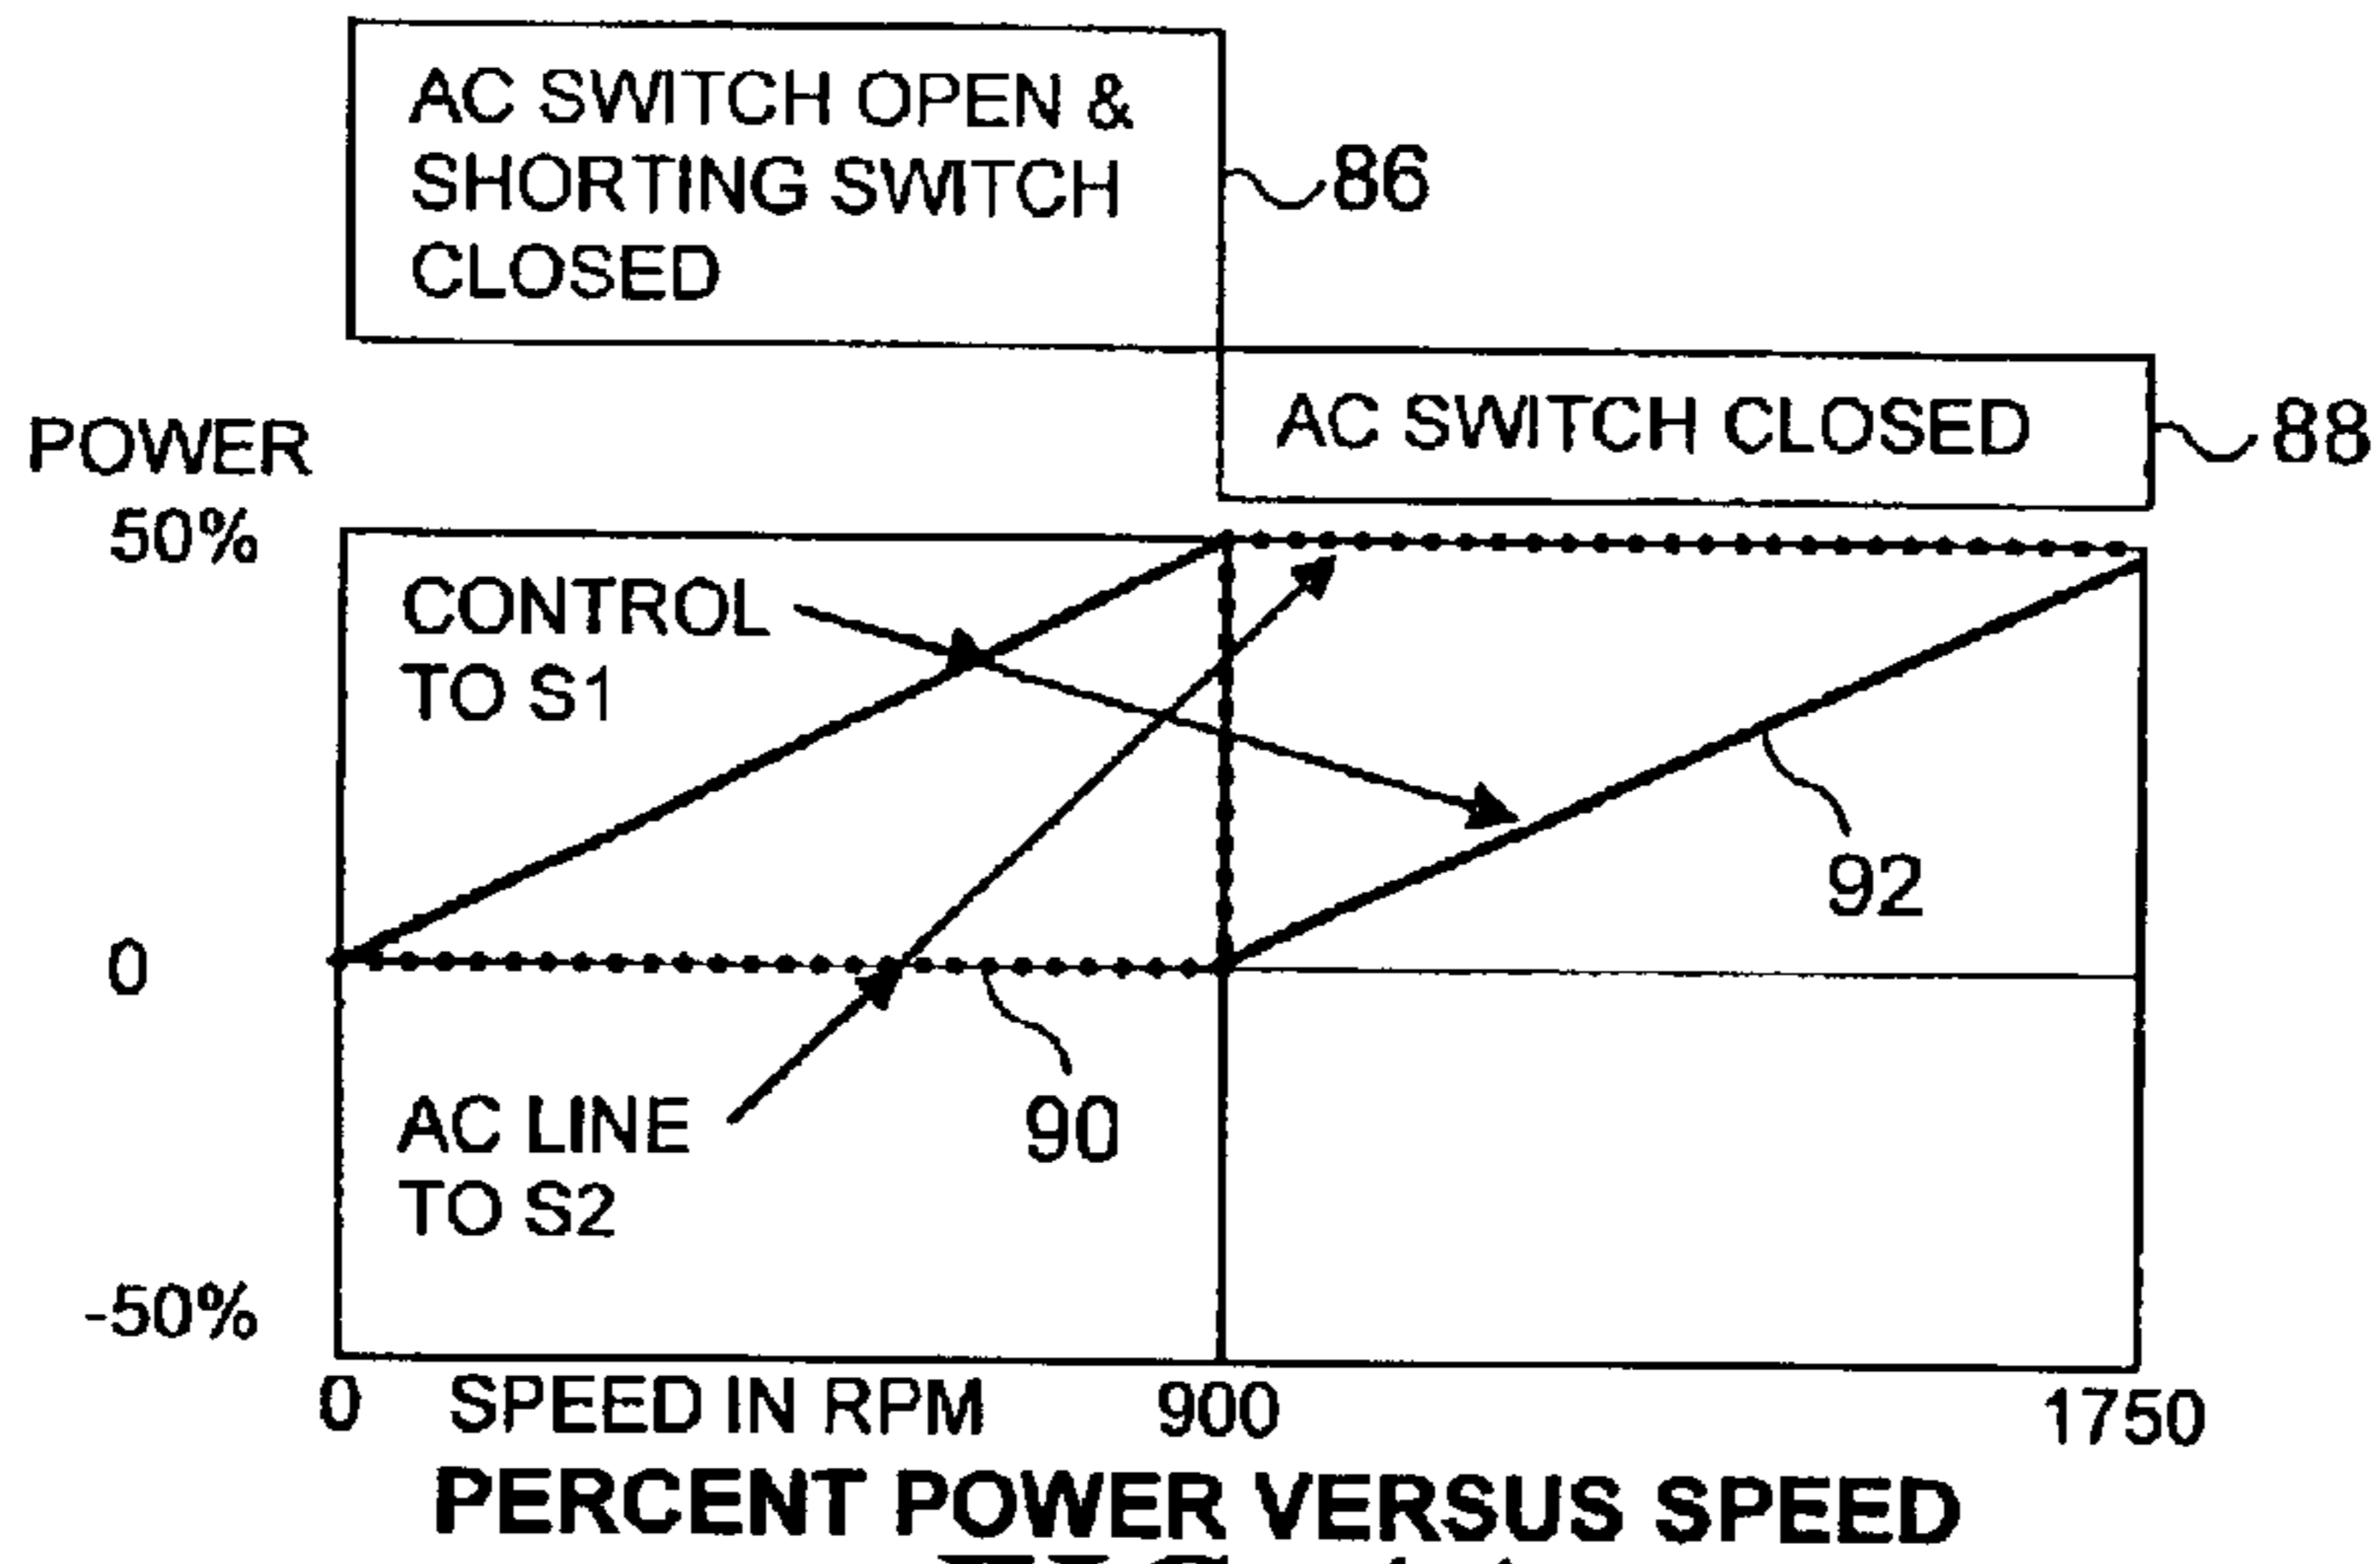 AC SWITCH OPEN &
SHORTING SWITCH
CLOSED
86
AC SWITCH CLOSED
88
POWER
50%
CONTROL
TO S1
92
0
AC LINE
TO S2
90
-50%
0
SPEED IN RPM
900
1750
PERCENT POWER VERSUS SPEED